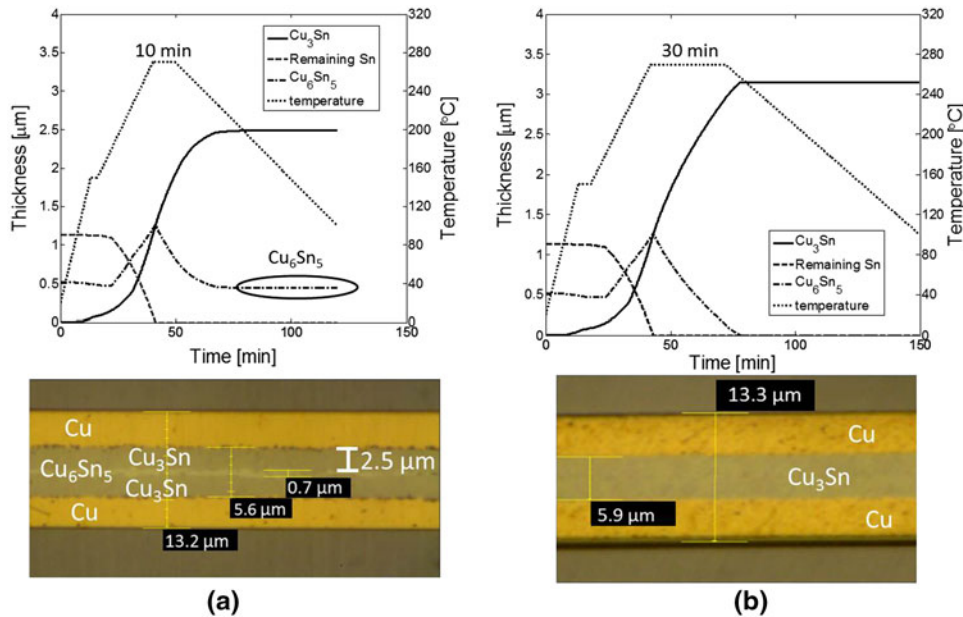 4
3.5
3
2.5
2
1.5
1
0.5
0
Thickness [μm]
0
50
100
150
Time [min]
320
280
240
200
160
120
80
40
0
Temperature [°C]
10 min
Cu3Sn
Remaining Sn
Cu6Sn5
temperature
Cu6Sn5
4
3.5
3
2.5
2
1.5
1
0.5
0
Thickness [μm]
0
50
100
150
Time [min]
320
280
240
200
160
120
80
40
0
Temperature [°C]
30 min
Cu3Sn
Remaining Sn
Cu6Sn5
temperature
Cu
Cu6Sn5
Cu3Sn
Cu3Sn
Cu
2.5 μm
0.7 μm
5.6 μm
13.2 μm
(a)
13.3 μm
Cu
Cu3Sn
5.9 μm
Cu
(b)